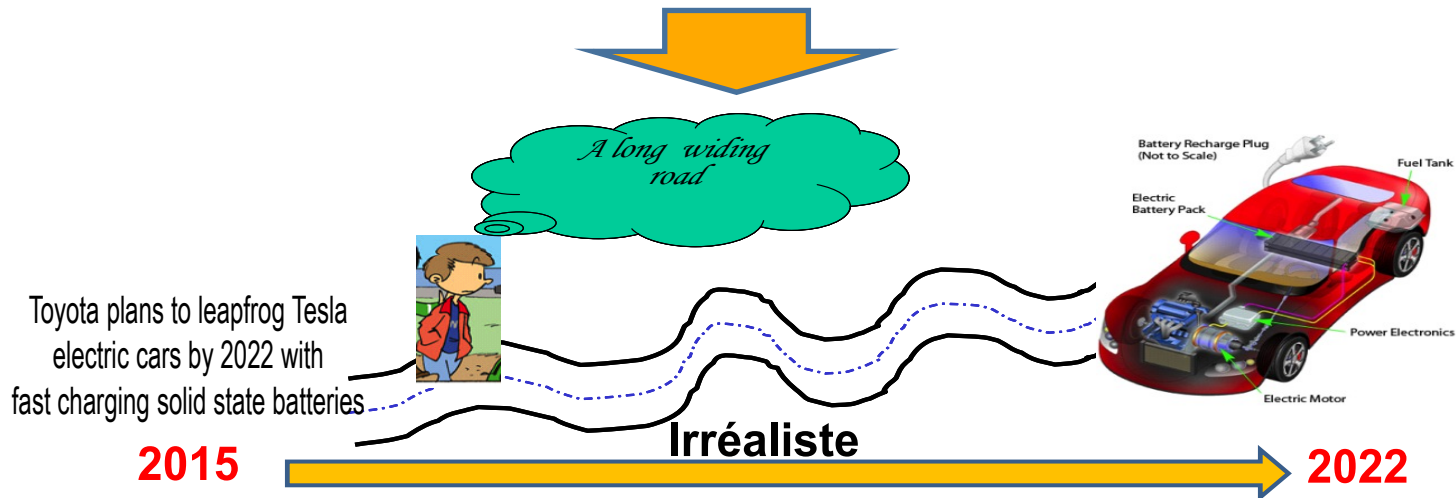 A long widing
road
Toyota plans to leapfrog Tesla
electric cars by 2022 with
fast charging solid state batteries
Battery Recharge Plug
(Not to Scale)
Fuel Tank
Electric
Battery Pack
Power Electronics
Electric Motor
Irréaliste
2015
2022